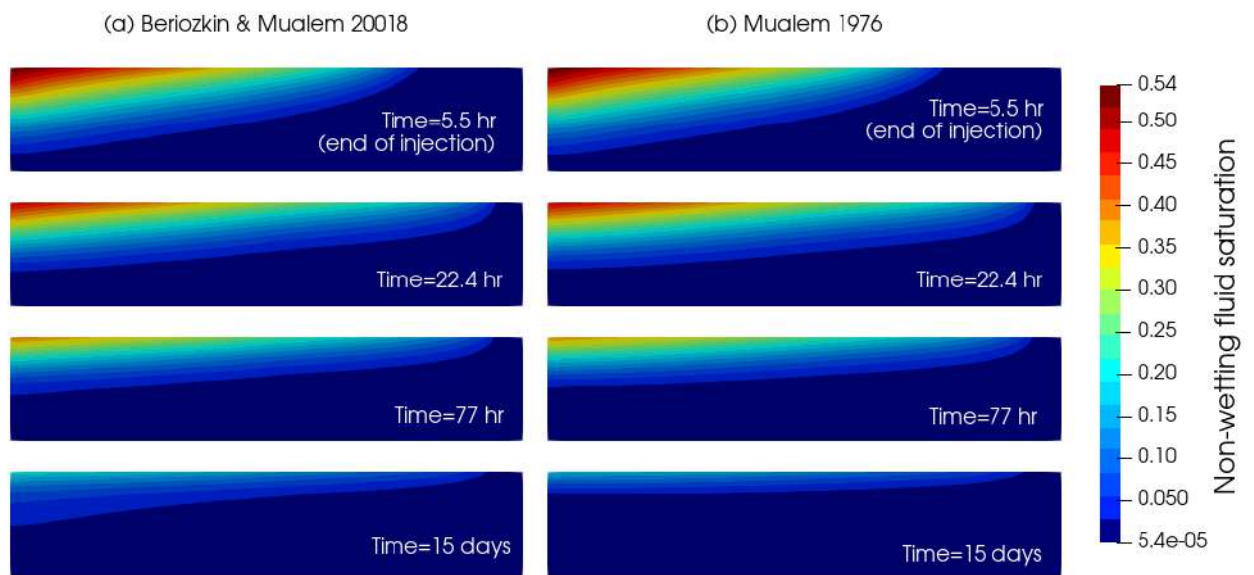 (a) Beriozkin & Mualem 20018
(b) Mualem 1976
Time=5.5 hr
(end of injection)
Time=5.5 hr
(end of injection)
Time=22.4 hr
Time=22.4 hr
Time=77 hr
Time=77 hr
Time=15 days
Time=15 days
0.54
0.50
0.45
0.40
0.35
0.30
0.25
0.20
0.15
0.10
0.050
5.4e-05
Non-wetting fluid saturation